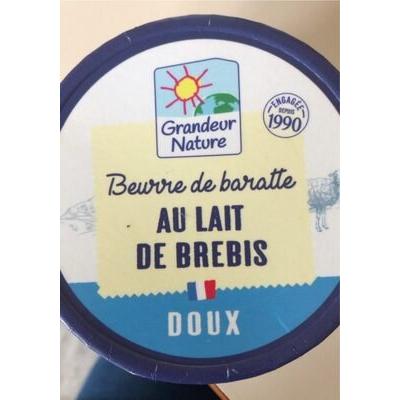 Grandeur
Nature
ENGAGÉE
DEPUIS
1990
Beurre de baratte
AU LAIT
DE BREBIS
DOUX